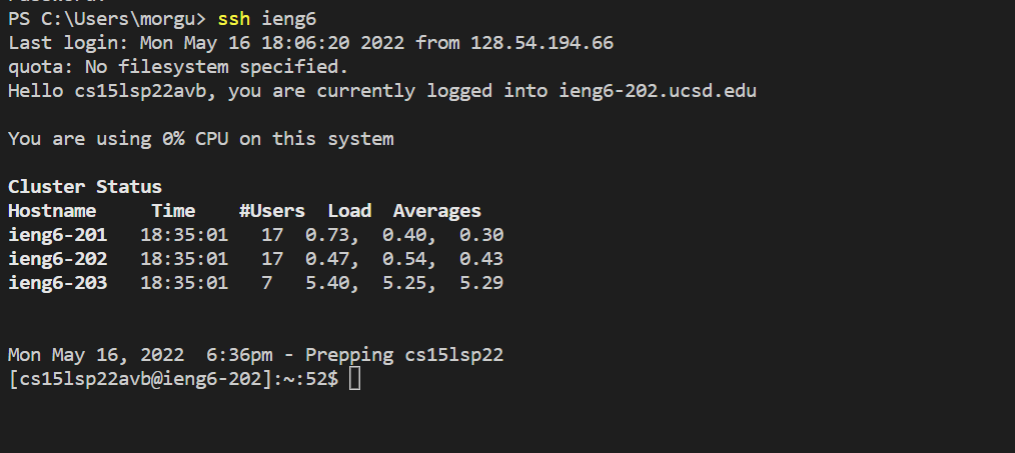 PS C:\Users\morgu> ssh ieng6
Last login: Mon May 16 18:06:20 2022 from 128.54.194.66
quota: No filesystem specified.
Hello cs15lsp22avb, you are currently logged into ieng6-202.ucsd.edu
You are using 0% CPU on this system
Cluster Status
Hostname     Time    #Users  Load  Averages
ieng6-201   18:35:01   17  0.73,  0.40,  0.30
ieng6-202   18:35:01   17  0.47,  0.54,  0.43
ieng6-203   18:35:01   7   5.40,  5.25,  5.29
Mon May 16, 2022  6:36pm - Prepping cs15lsp22
[cs15lsp22avb@ieng6-202]:~:52$